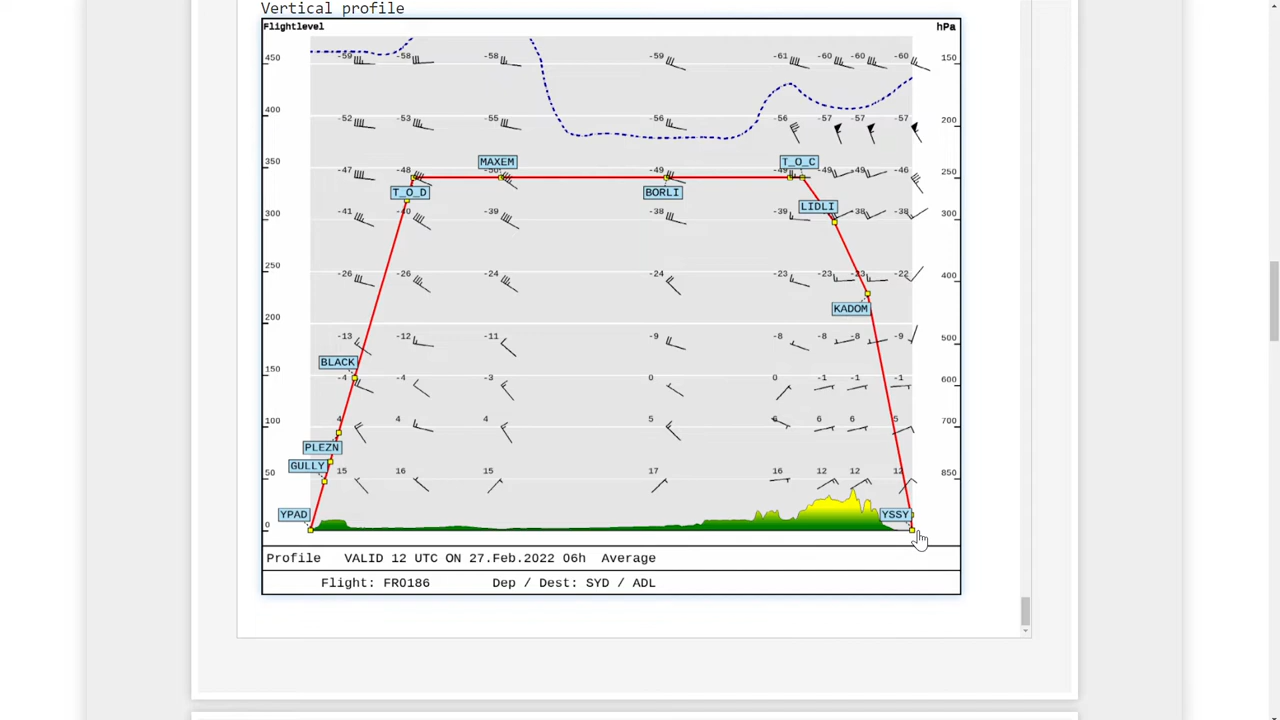 Vertical profile
Flightlevel hPa
450 -59 -58 -58 -59 -61 -60 -60 -60 150
400 -52 -53 -55 -56 -56 -57 -57 -57 200
MAXEM T_O_C
350 -47 -48 -50 -49 -49 -49 -49 -46 250
T_O_D BORLI
LIDLI
300 -41 -40 -39 -38 -39 -38 -38 300
250 -26 -26 -24 -24 -23 -23 -23 -22 400
KADOM
200 -13 -12 -11 -9 -8 -8 -8 -9 500
BLACK
150 -4 -4 -3 0 0 -1 -1 -1 600
100 4 4 4 5 6 6 6 5 700
PLEZN
GULLY
50 15 16 15 17 16 12 12 12 850
YPAD YSSY
0
Profile VALID 12 UTC ON 27.Feb.2022 06h Average
Flight: FR0186 Dep / Dest: SYD / ADL